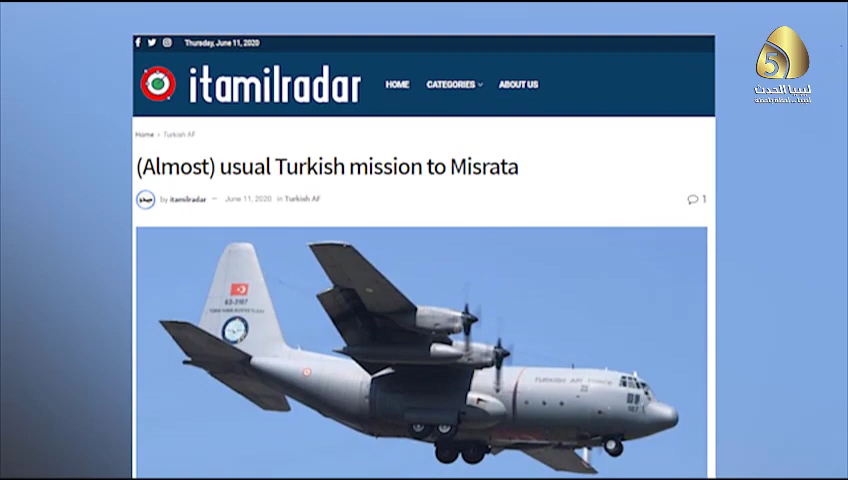 Thursday, June 11, 2020
itamilradar
HOME CATEGORIES ABOUT US
5
ليبيا الحدث
Home > Turkish AF
(Almost) usual Turkish mission to Misrata
by itamilradar — June 11, 2020 in Turkish AF
1
63-3187
TURKISH AIR FORCE
187